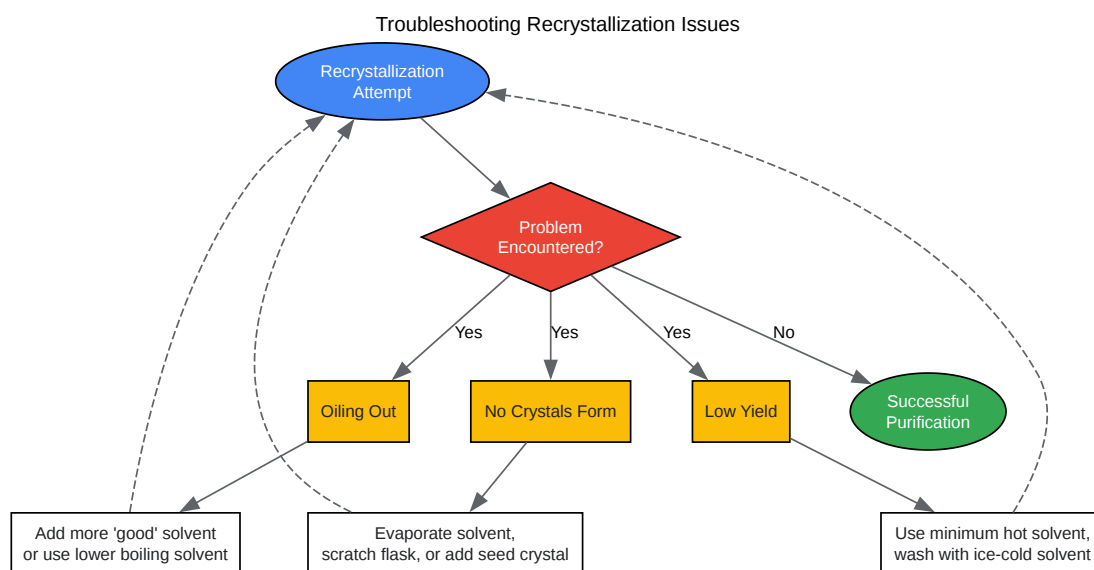 Troubleshooting Recrystallization Issues
Recrystallization
Attempt
Problem
Encountered?
Yes
Yes
Yes
No
Oiling Out
No Crystals Form
Low Yield
Successful
Purification
Add more 'good' solvent
or use lower boiling solvent
Evaporate solvent,
scratch flask, or add seed crystal
Use minimum hot solvent,
wash with ice-cold solvent